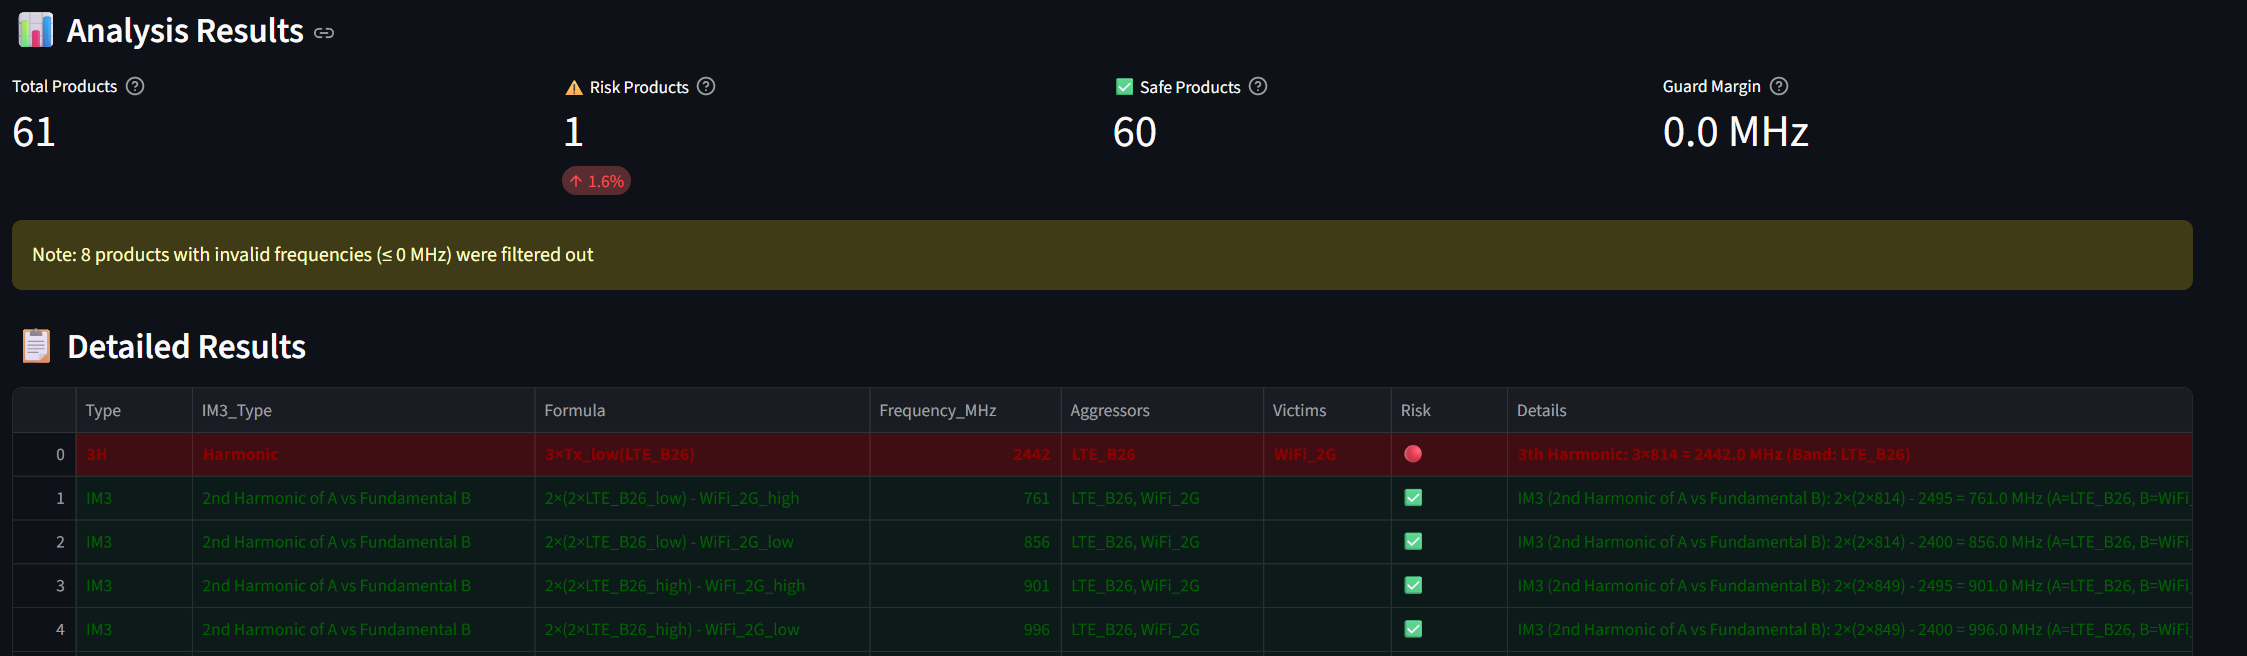 Analysis Results
Total Products
Risk Products
Safe Products
Guard Margin
61
1
60
0.0 MHz
↑ 1.6%
Note: 8 products with invalid frequencies (≤ 0 MHz) were filtered out
Detailed Results
Type IM3_Type Formula Frequency_MHz Aggressors Victims Risk Details
0 3H Harmonic 3×Tx_low(LTE_B26) 2442 LTE_B26 WiFi_2G 3th Harmonic: 3×814 = 2442.0 MHz (Band: LTE_B26)
1 IM3 2nd Harmonic of A vs Fundamental B 2×(2×LTE_B26_low) - WiFi_2G_high 761 LTE_B26, WiFi_2G IM3 (2nd Harmonic of A vs Fundamental B): 2×(2×814) - 2495 = 761.0 MHz (A=LTE_B26, B=WiFi_
2 IM3 2nd Harmonic of A vs Fundamental B 2×(2×LTE_B26_low) - WiFi_2G_low 856 LTE_B26, WiFi_2G IM3 (2nd Harmonic of A vs Fundamental B): 2×(2×814) - 2400 = 856.0 MHz (A=LTE_B26, B=WiFi_
3 IM3 2nd Harmonic of A vs Fundamental B 2×(2×LTE_B26_high) - WiFi_2G_high 901 LTE_B26, WiFi_2G IM3 (2nd Harmonic of A vs Fundamental B): 2×(2×849) - 2495 = 901.0 MHz (A=LTE_B26, B=WiFi_
4 IM3 2nd Harmonic of A vs Fundamental B 2×(2×LTE_B26_high) - WiFi_2G_low 996 LTE_B26, WiFi_2G IM3 (2nd Harmonic of A vs Fundamental B): 2×(2×849) - 2400 = 996.0 MHz (A=LTE_B26, B=WiFi_